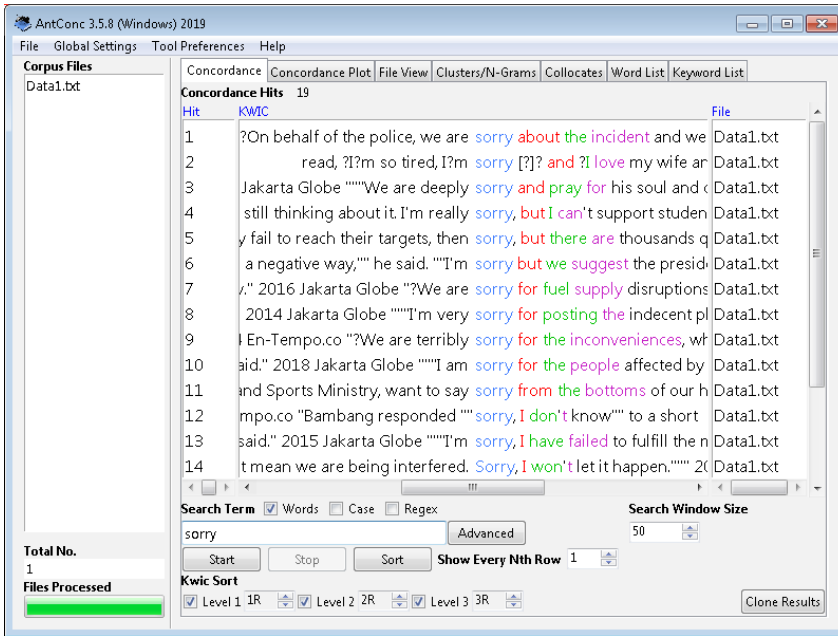 AntConc 3.5.8 (Windows) 2019
File Global Settings Tool Preferences Help
Corpus Files
Data1.txt
Concordance Concordance Plot File View Clusters/N-Grams Collocates Word List Keyword List
Concordance Hits 19
Hit KWIC File
1 ?On behalf of the police, we are sorry about the incident and we Data1.txt
2 read, ?I?m so tired, I?m sorry [?]? and ?I love my wife ar Data1.txt
3 Jakarta Globe """We are deeply sorry and pray for his soul and Data1.txt
4 still thinking about it. I'm really sorry, but I can't support studen Data1.txt
5 y fail to reach their targets, then sorry, but there are thousands q Data1.txt
6 a negative way,"" he said. ""I'm sorry but we suggest the presid Data1.txt
7 ." 2016 Jakarta Globe "?We are sorry for fuel supply disruptions Data1.txt
8 2014 Jakarta Globe """I'm very sorry for posting the indecent pl Data1.txt
9 En-Tempo.co "?We are terribly sorry for the inconveniences, wh Data1.txt
10 aid." 2018 Jakarta Globe """I am sorry for the people affected by Data1.txt
11 and Sports Ministry, want to say sorry from the bottoms of our h Data1.txt
12 mpo.co "Bambang responded ""sorry, I don't know"" to a short Data1.txt
13 said." 2015 Jakarta Globe """I'm sorry, I have failed to fulfill the n Data1.txt
14 t mean we are being interfered. Sorry, I won't let it happen.""" 20 Data1.txt
Search Term Words Case Regex Search Window Size
sorry Advanced 50
Start Stop Sort Show Every Nth Row 1
Total No.
1
Files Processed
Kwic Sort
Level 1 1R Level 2 2R Level 3 3R Clone Results